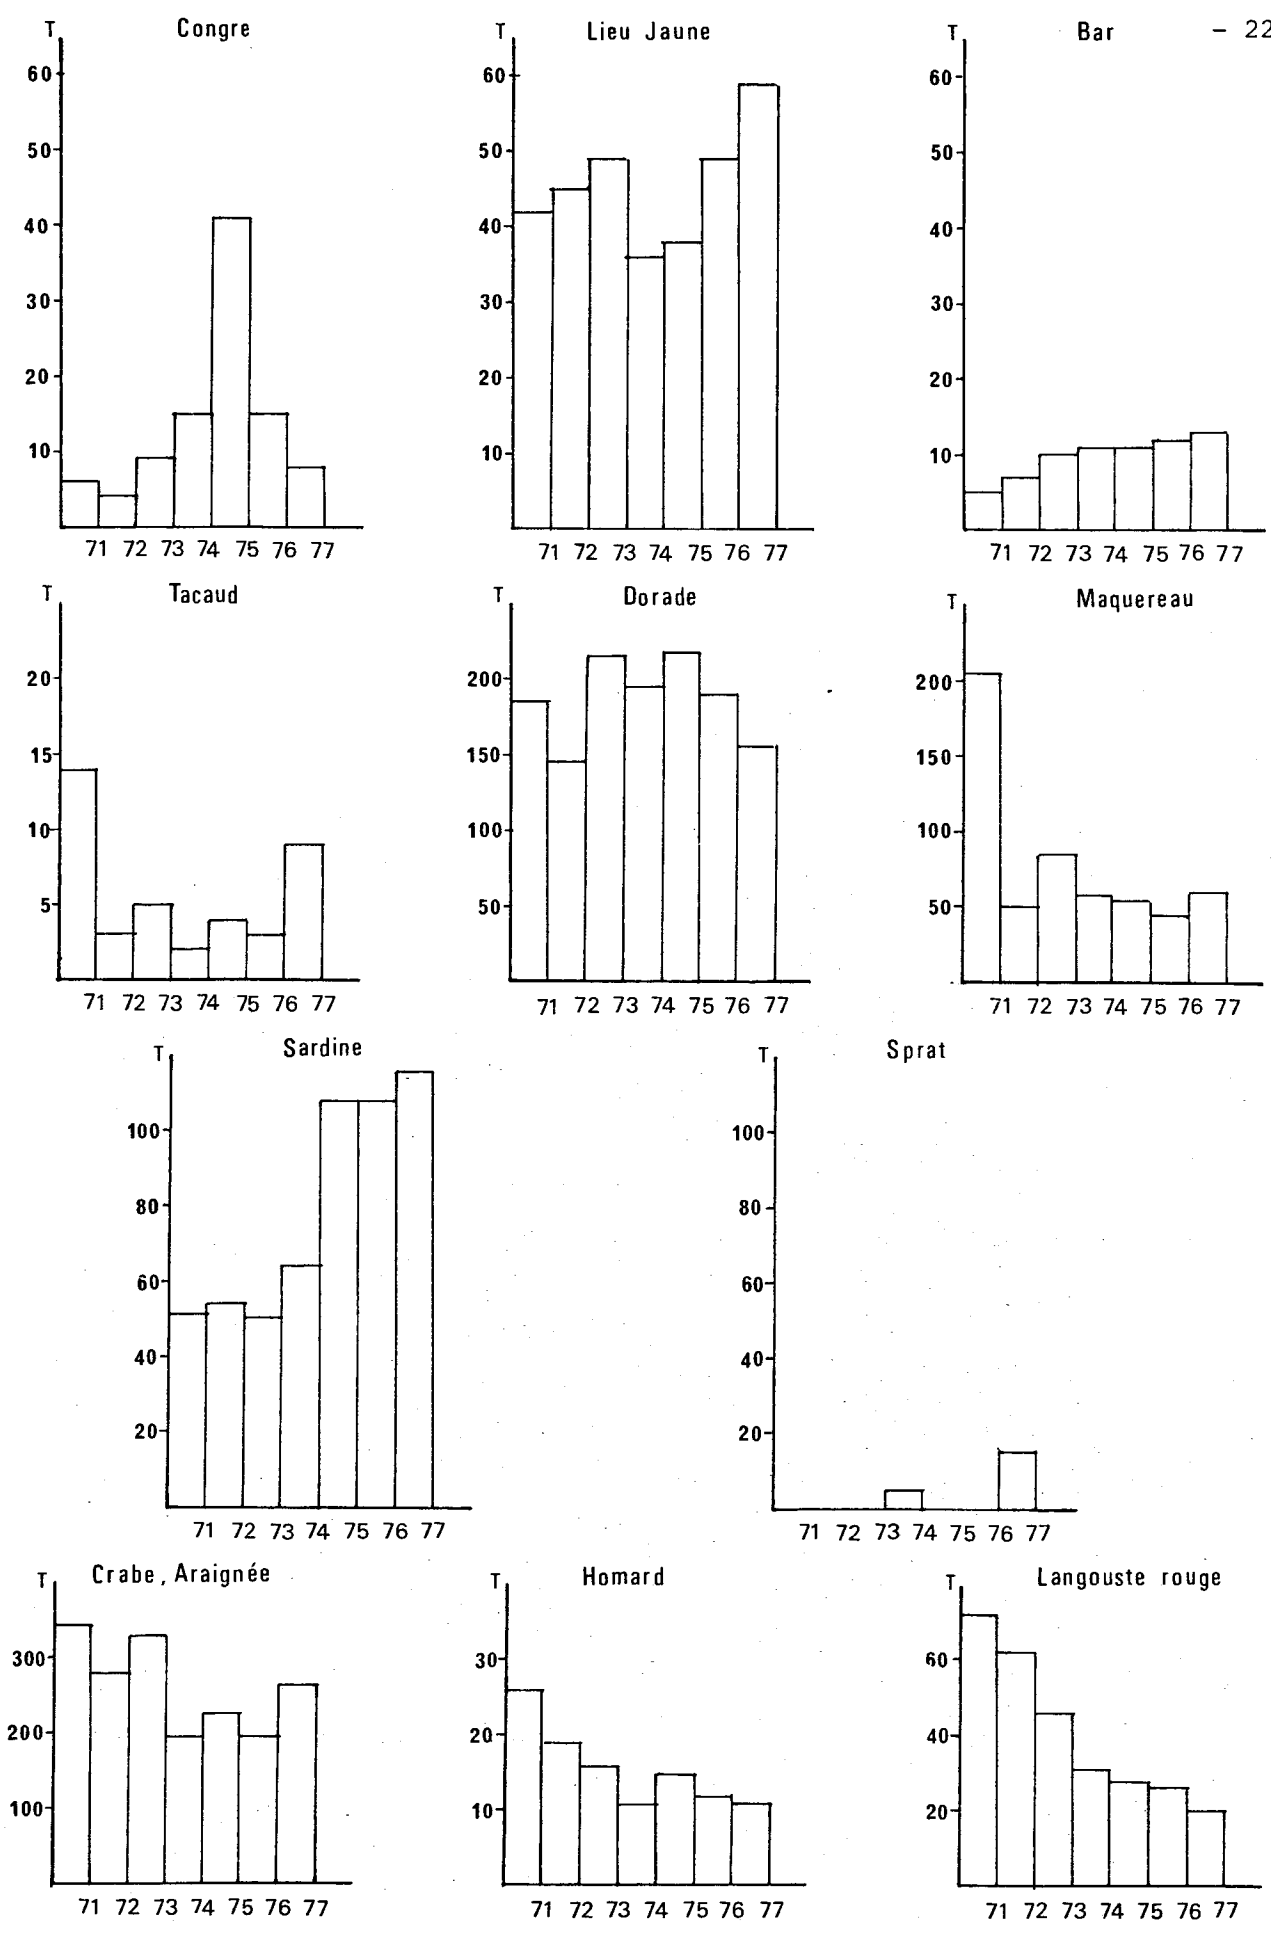 T Congre
60
50
40
30
20
10
71 72 73 74 75 76 77
T Lieu Jaune
60
50
40
30
20
10
71 72 73 74 75 76 77
T Bar
60
50
40
30
20
10
71 72 73 74 75 76 77
– 22
T Tacaud
20
15
10
5
71 72 73 74 75 76 77
T Dorade
200
150
100
50
71 72 73 74 75 76 77
T Maquereau
200
150
100
50
71 72 73 74 75 76 77
T Sardine
100
80
60
40
20
71 72 73 74 75 76 77
T Sprat
100
80
60
40
20
71 72 73 74 75 76 77
T Crabe, Araignée
300
200
100
71 72 73 74 75 76 77
T Homard
30
20
10
71 72 73 74 75 76 77
T Langouste rouge
60
40
20
71 72 73 74 75 76 77